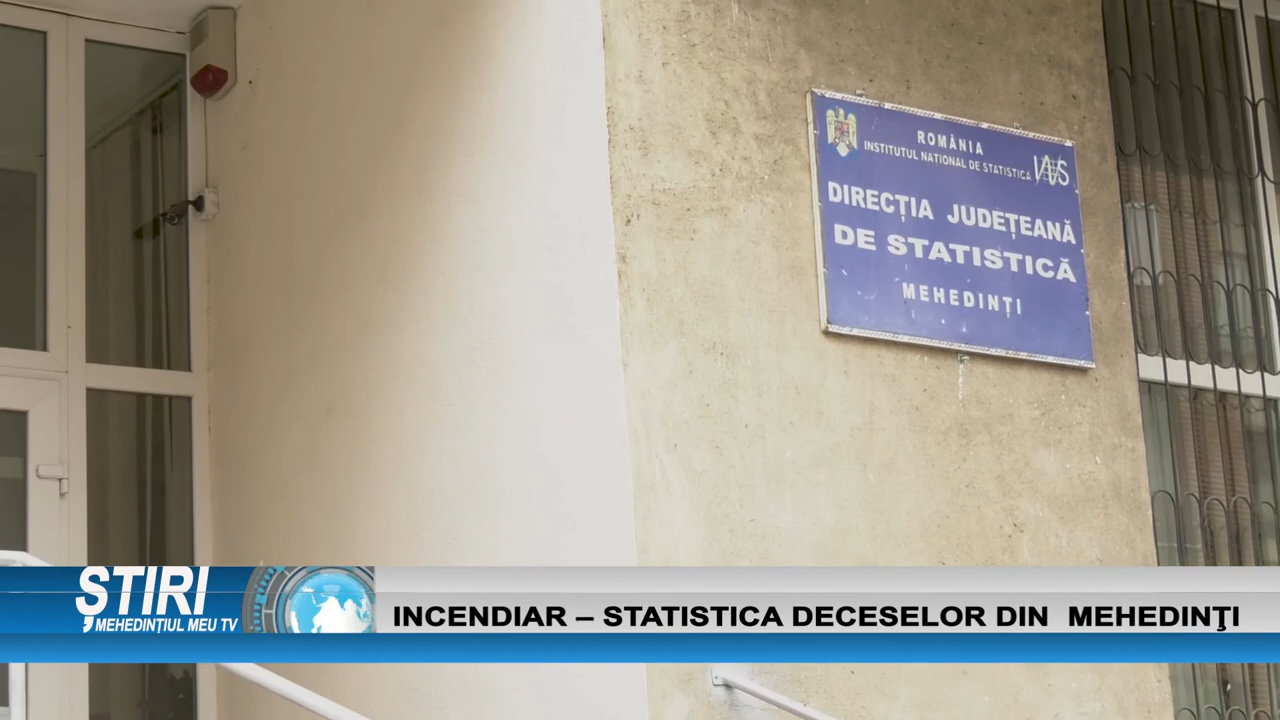 ROMÂNIA
INSTITUTUL NATIONAL DE STATISTICĂ
INS
DIRECȚIA JUDEȚEANĂ
DE STATISTICĂ
MEHEDINȚI
ȘTIRI
MEHEDINȚIUL MEU TV
INCENDIAR – STATISTICA DECESELOR DIN MEHEDINŢI